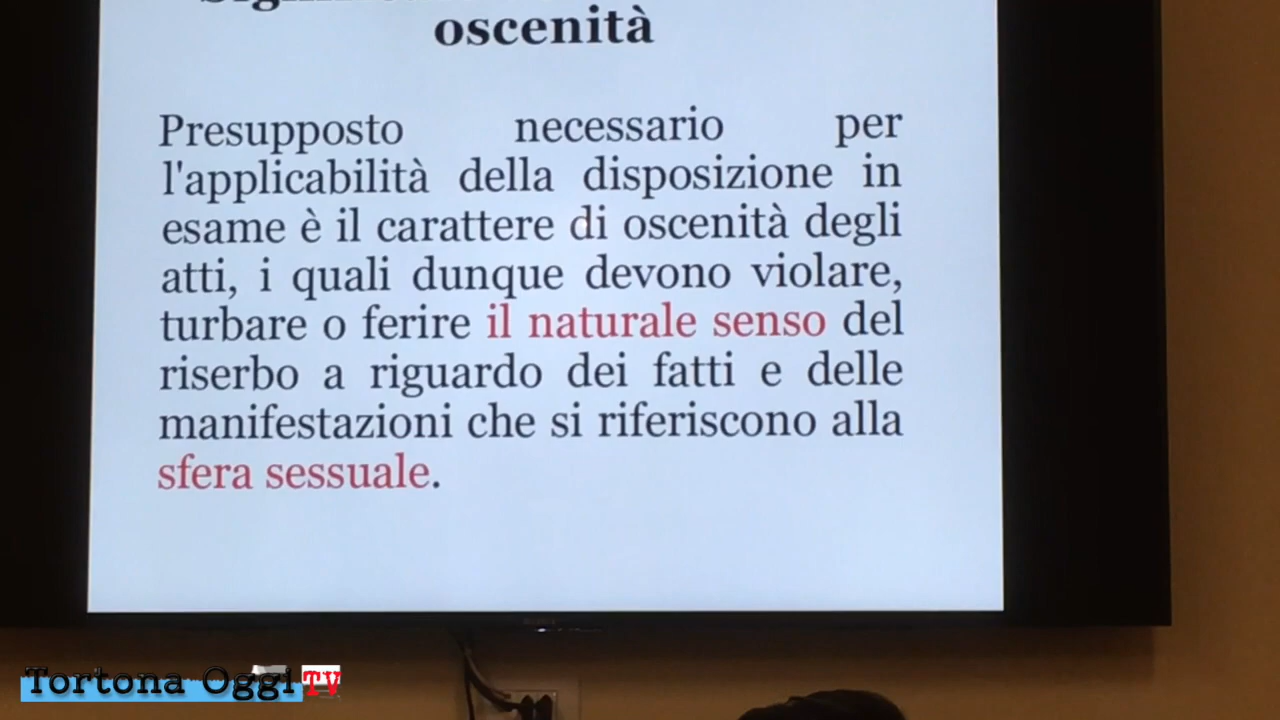 oscenità
Presupposto necessario per
l'applicabilità della disposizione in
esame è il carattere di oscenità degli
atti, i quali dunque devono violare,
turbare o ferire il naturale senso del
riserbo a riguardo dei fatti e delle
manifestazioni che si riferiscono alla
sfera sessuale.
Tortona Oggi TV